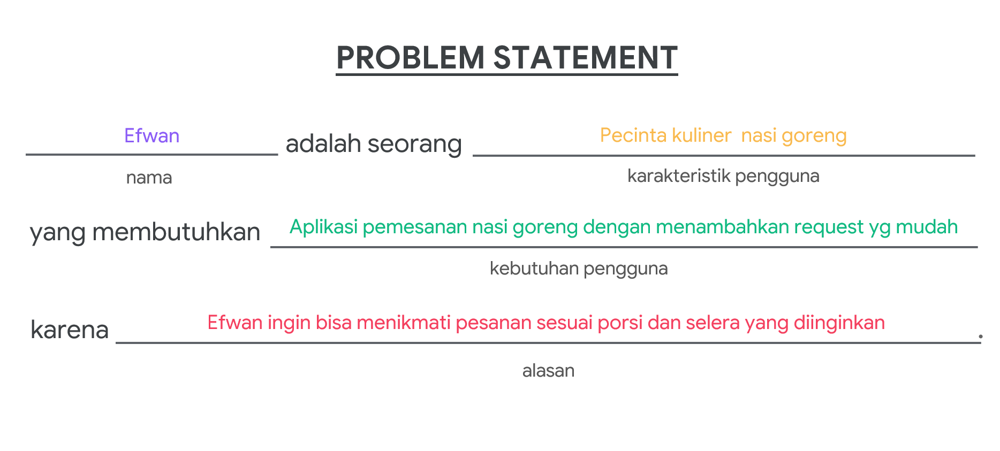 PROBLEM STATEMENT
Efwan adalah seorang Pecinta kuliner nasi goreng
nama karakteristik pengguna
yang membutuhkan Aplikasi pemesanan nasi goreng dengan menambahkan request yg mudah
kebutuhan pengguna
karena Efwan ingin bisa menikmati pesanan sesuai porsi dan selera yang diinginkan .
alasan